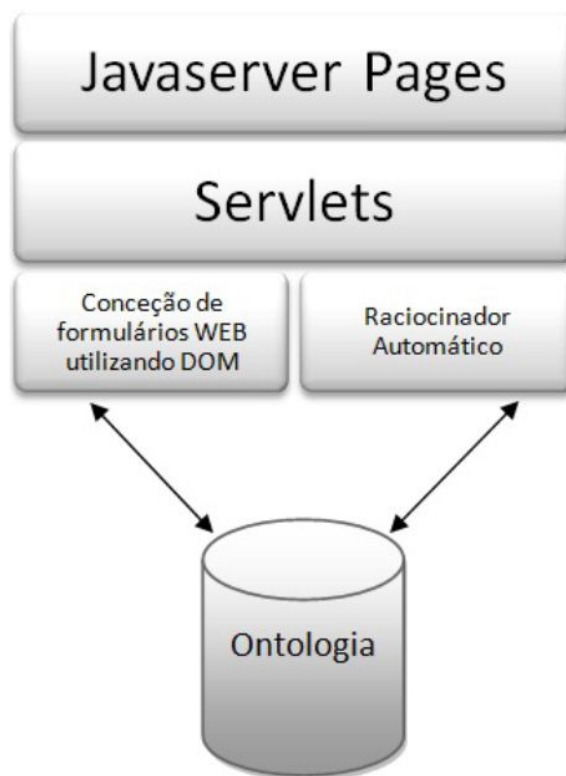 Javaserver Pages
Servlets
Conceção de
formulários WEB
utilizando DOM
Raciocinador
Automático
Ontologia